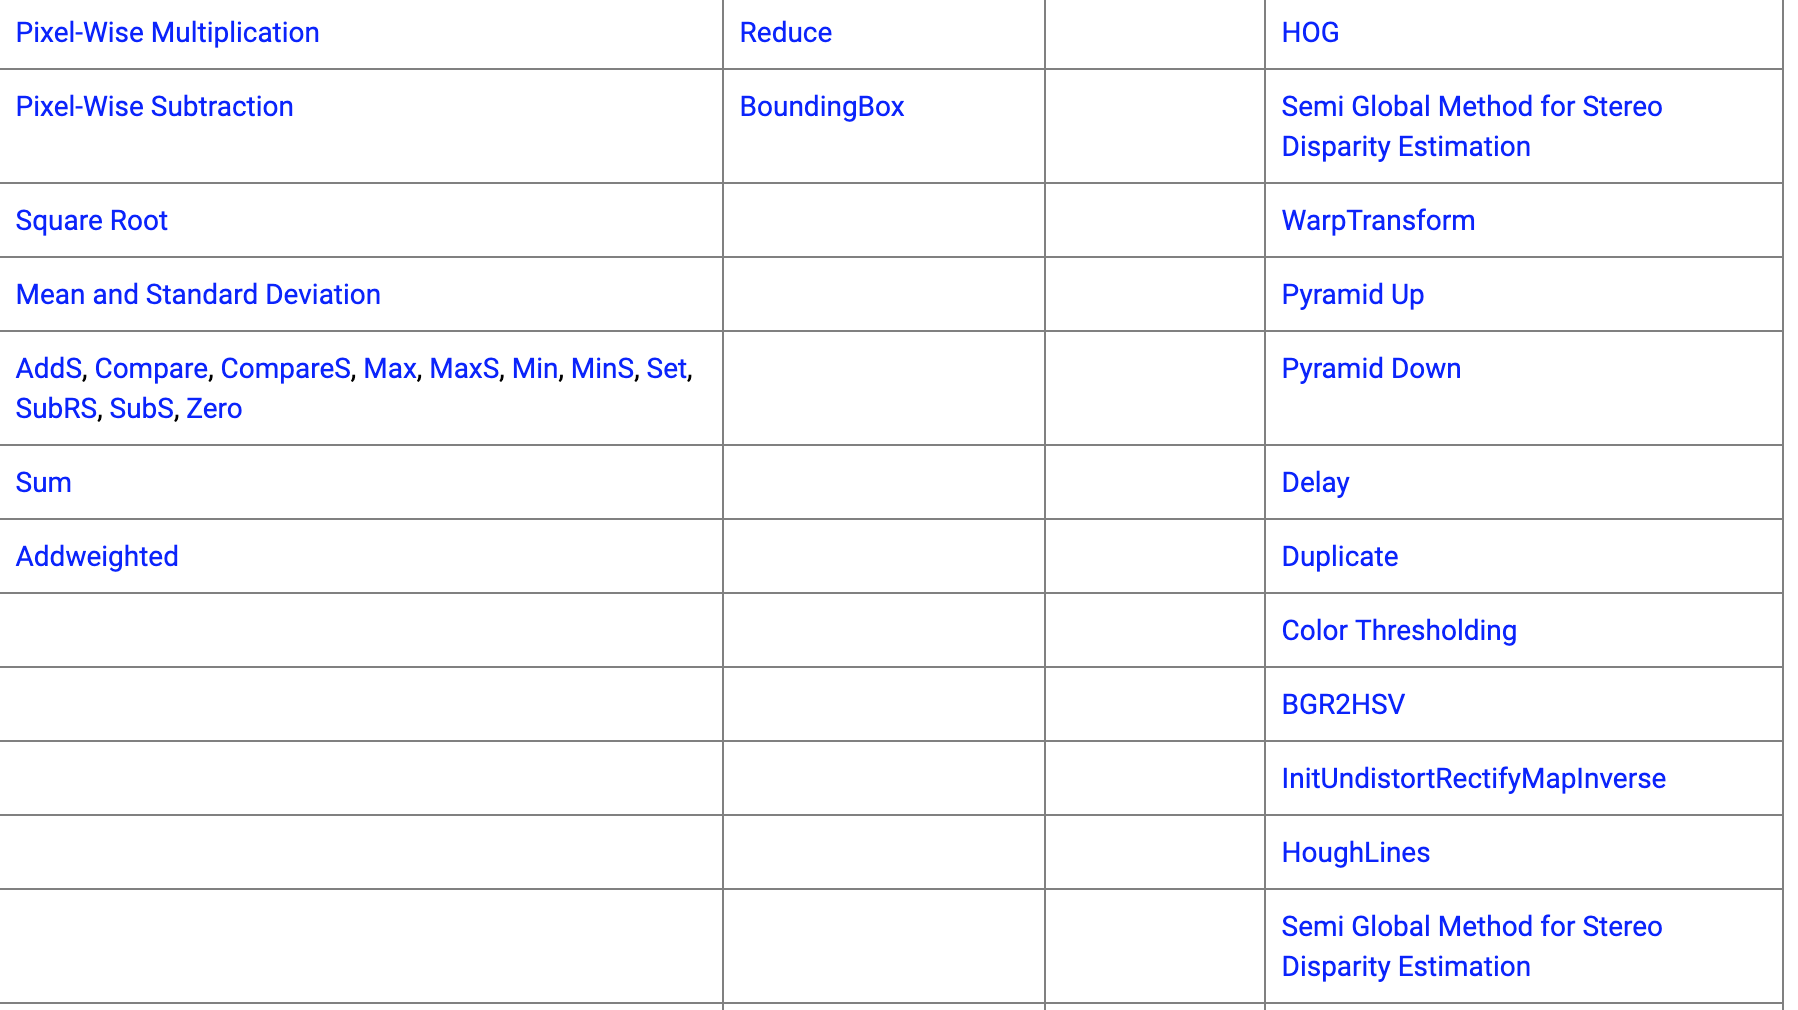 Pixel-Wise Multiplication
Reduce
HOG
Pixel-Wise Subtraction
BoundingBox
Semi Global Method for Stereo
Disparity Estimation
Square Root
WarpTransform
Mean and Standard Deviation
Pyramid Up
AddS, Compare, CompareS, Max, MaxS, Min, MinS, Set,
SubRS, SubS, Zero
Pyramid Down
Sum
Delay
Addweighted
Duplicate
Color Thresholding
BGR2HSV
InitUndistortRectifyMapInverse
HoughLines
Semi Global Method for Stereo
Disparity Estimation